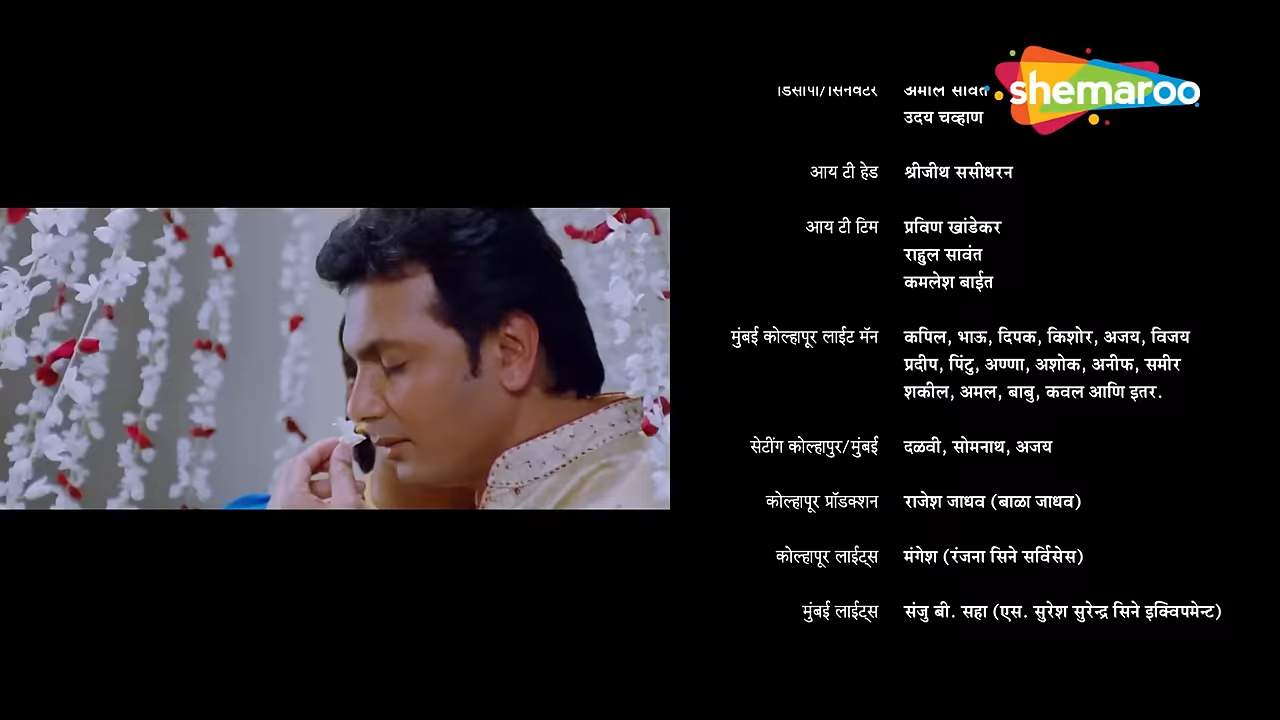 shemaroo
उदय चव्हाण
आय टी हेड श्रीजीथ ससीधरन
आय टी टिम प्रविण खांडेकर
राहुल सावंत
कमलेश बाईत
मुंबई कोल्हापूर लाईट मॅन कपिल, भाऊ, दिपक, किशोर, अजय, विजय
प्रदीप, पिंटु, अण्णा, अशोक, अनीफ, समीर
शकील, अमल, बाबु, कवल आणि इतर.
सेटींग कोल्हापुर/मुंबई दळवी, सोमनाथ, अजय
कोल्हापूर प्रॉडक्शन राजेश जाधव (बाळा जाधव)
कोल्हापूर लाईट्स मंगेश (रंजना सिने सर्विसेस)
मुंबई लाईट्स संजु बी. सहा (एस. सुरेश सुरेन्द्र सिने इक्विपमेन्ट)